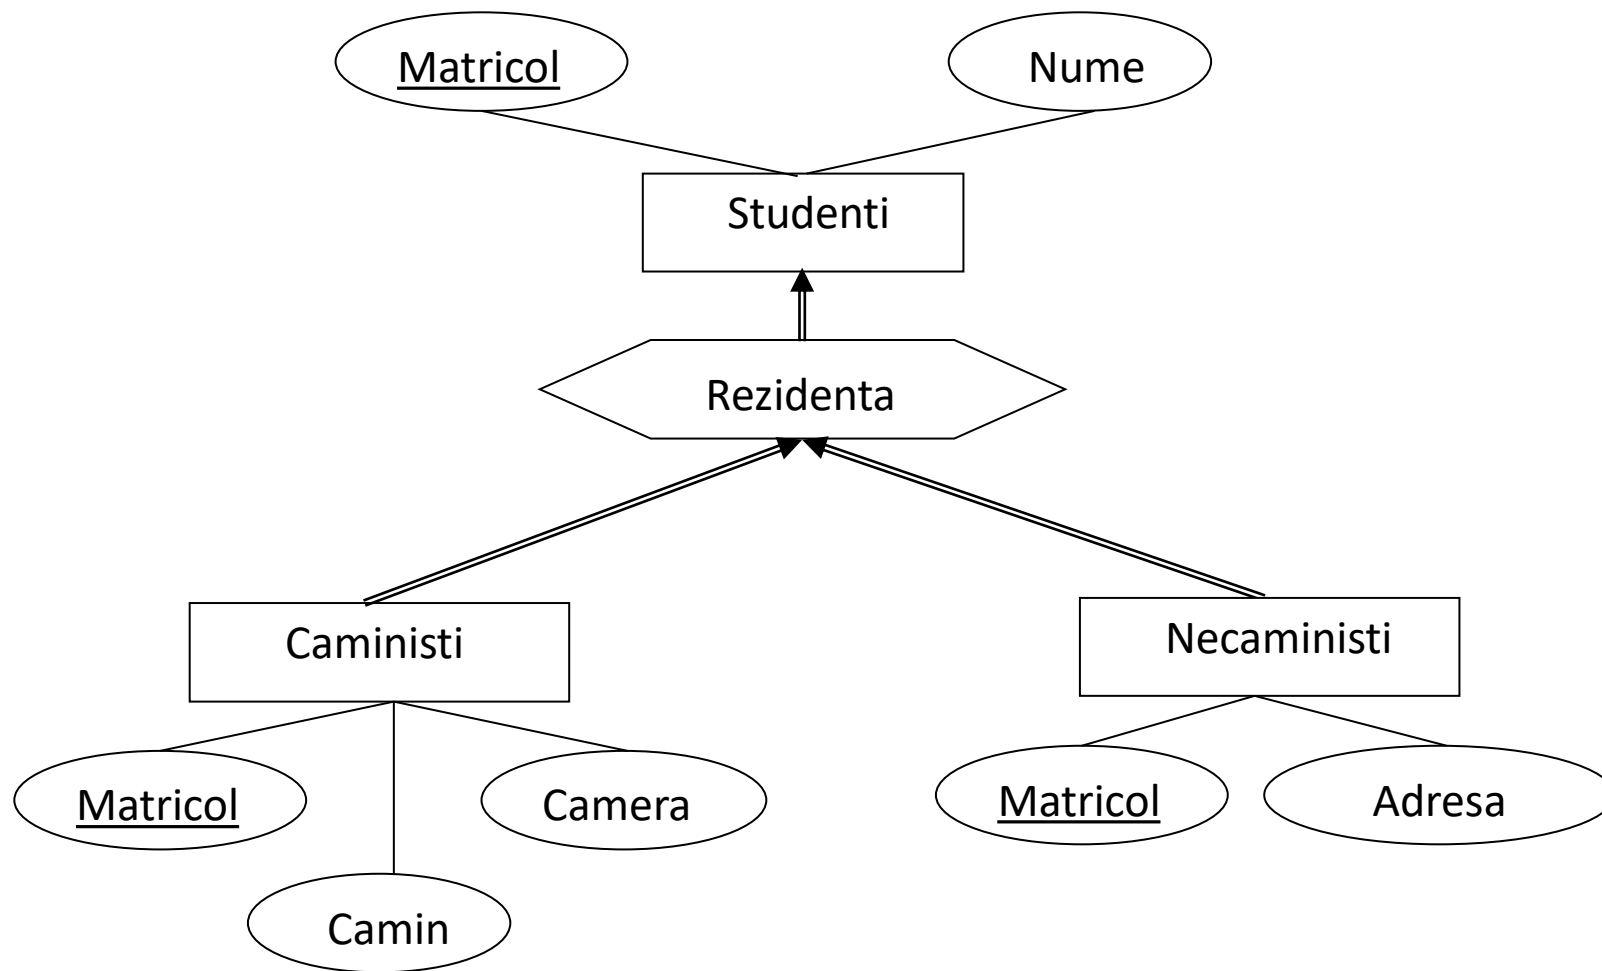 Matricol
Nume
Studenti
Rezidenta
Caministi
Necaministi
Matricol
Camera
Matricol
Adresa
Camin